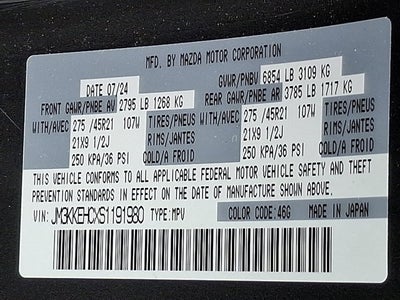 MFD. BY MAZDA MOTOR CORPORATION
DATE 07/24 GVWR/PNBV 6854 LB 3109 KG
FRONT GAWR/PNBE AV 2795 LB 1268 KG REAR GAWR/PNBE AR 3785 LB 1717 KG
WITH/AVEC 275 /45R21 107W TIRES/PNEUS WITH/AVEC 275 /45R21 107W TIRES/PNEUS
21X9 1/2J RIMS/JANTES 21X9 1/2J RIMS/JANTES
250 KPA/36 PSI COLD/A FROID 250 KPA/36 PSI COLD/A FROID
THIS VEHICLE CONFORMS TO ALL APPLICABLE FEDERAL MOTOR VEHICLE SAFETY AND THEFT
PREVENTION STANDARDS IN EFFECT ON THE DATE OF MANUFACTURE SHOWN ABOVE.
VIN: JM3KKEHCXS1191980 TYPE:MPV COLOR CODE:46G MADE IN JAPAN